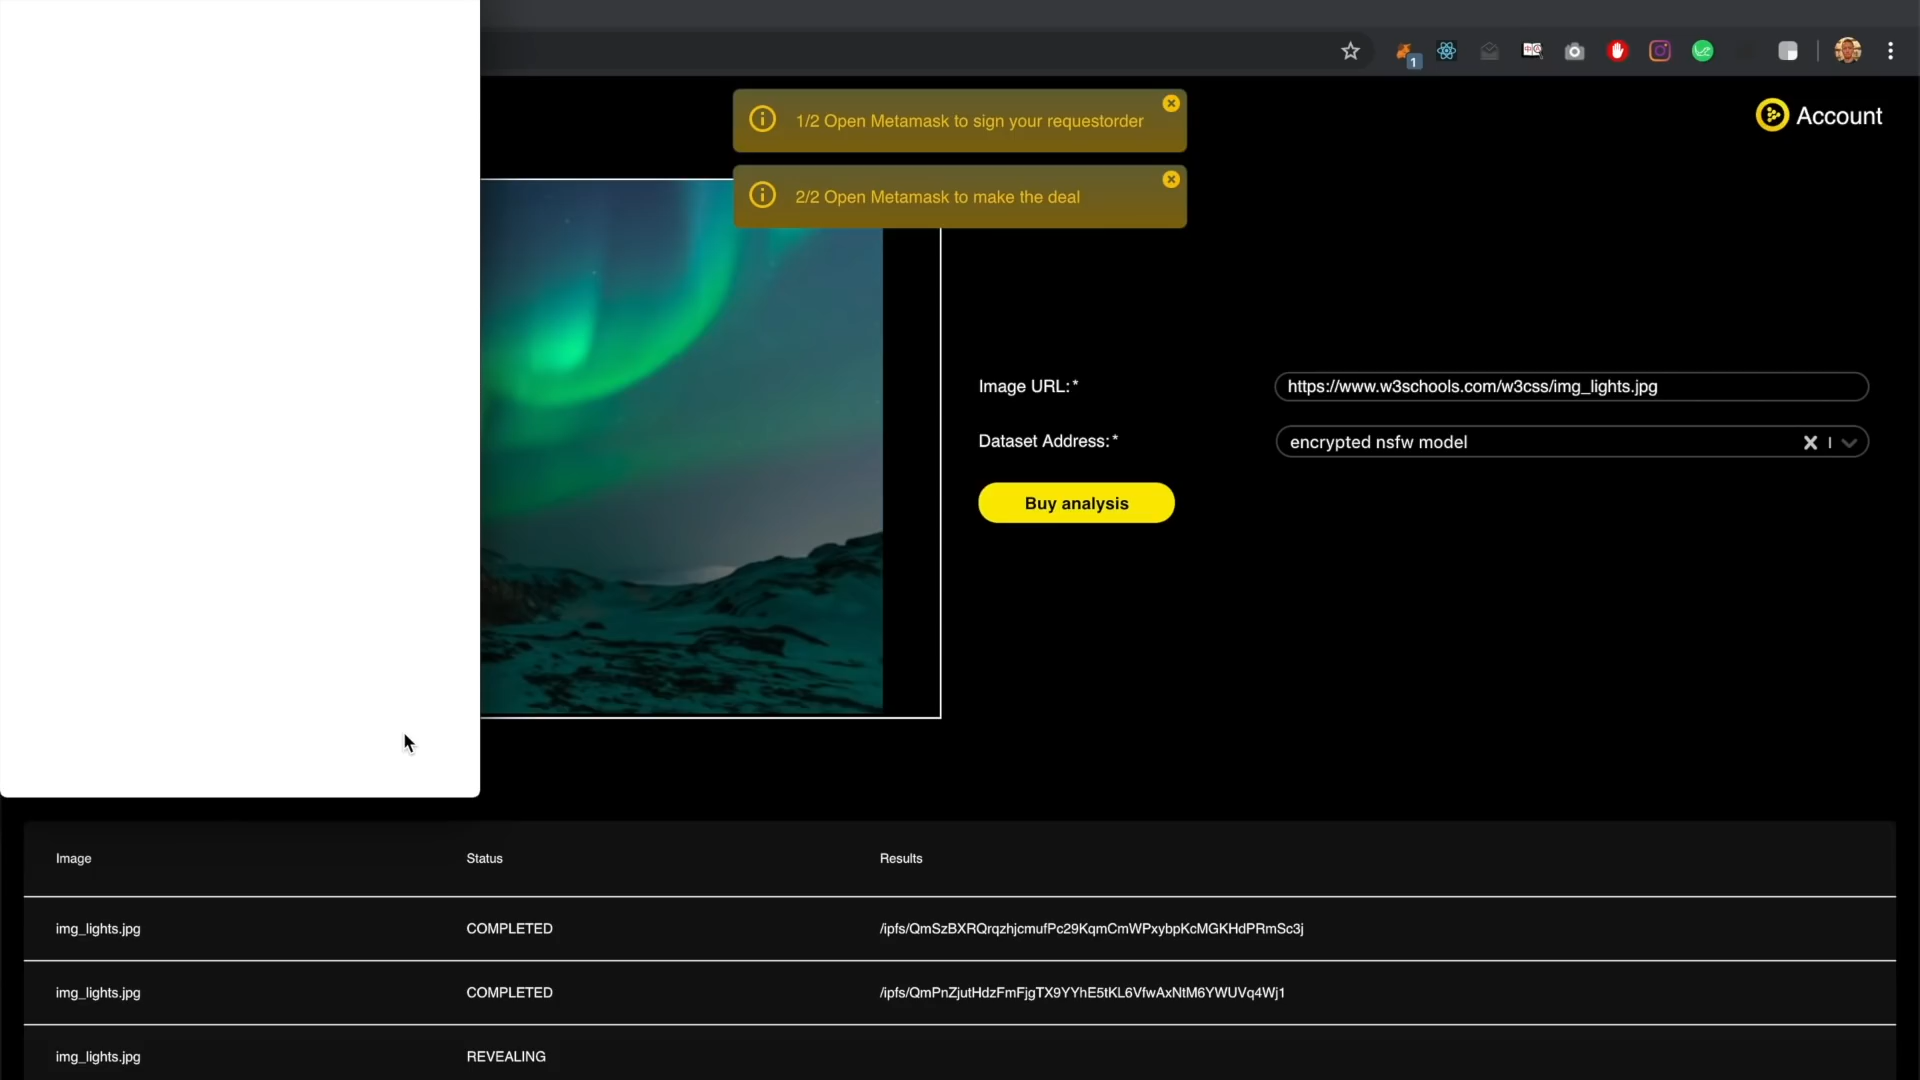 1
1/2 Open Metamask to sign your requestorder
2/2 Open Metamask to make the deal
Account
Image URL:*
https://www.w3schools.com/w3css/img_lights.jpg
Dataset Address:*
encrypted nsfw model
Buy analysis
Image Status Results
img_lights.jpg COMPLETED /ipfs/QmSzBXRQrqzhjcmufPc29KqmCmWPxybpKcMGKHdPRmSc3j
img_lights.jpg COMPLETED /ipfs/QmPnZjutHdzFmFjgTX9YYhE5tKL6VfwAxNtM6YWUVq4Wj1
img_lights.jpg REVEALING